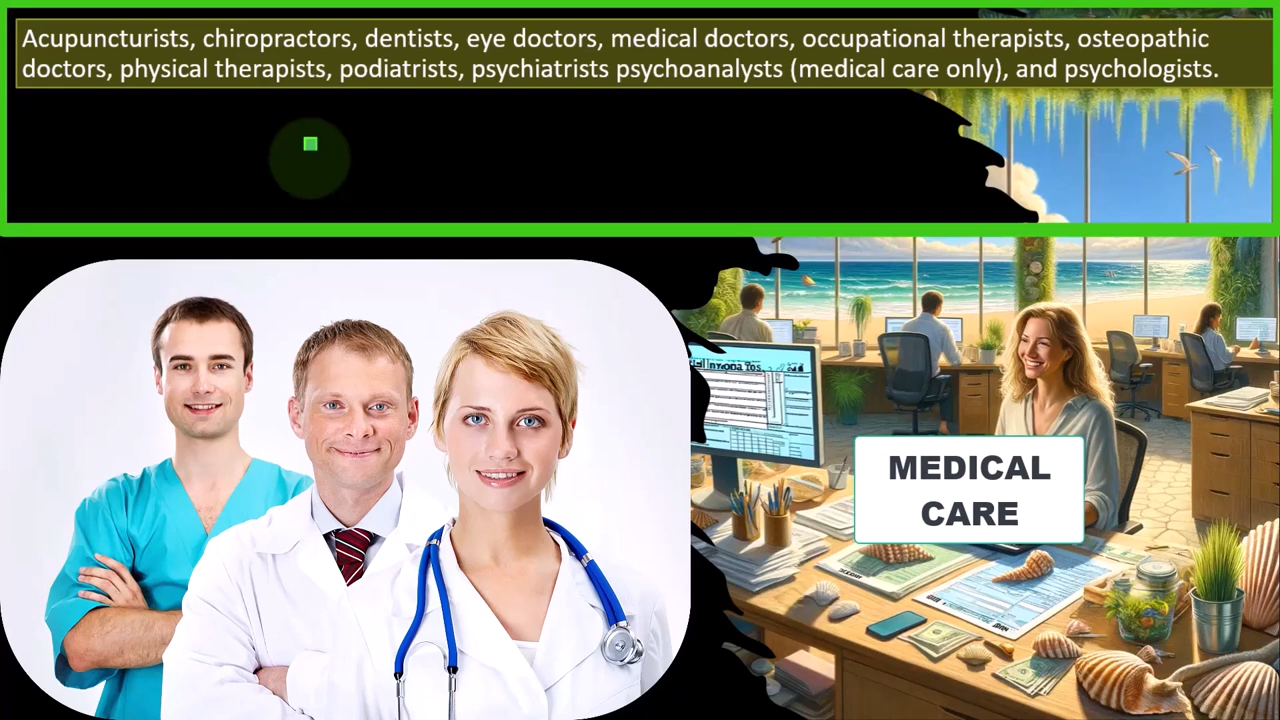 Acupuncturists, chiropractors, dentists, eye doctors, medical doctors, occupational therapists, osteopathic
doctors, physical therapists, podiatrists, psychiatrists psychoanalysts (medical care only), and psychologists.
MEDICAL
CARE